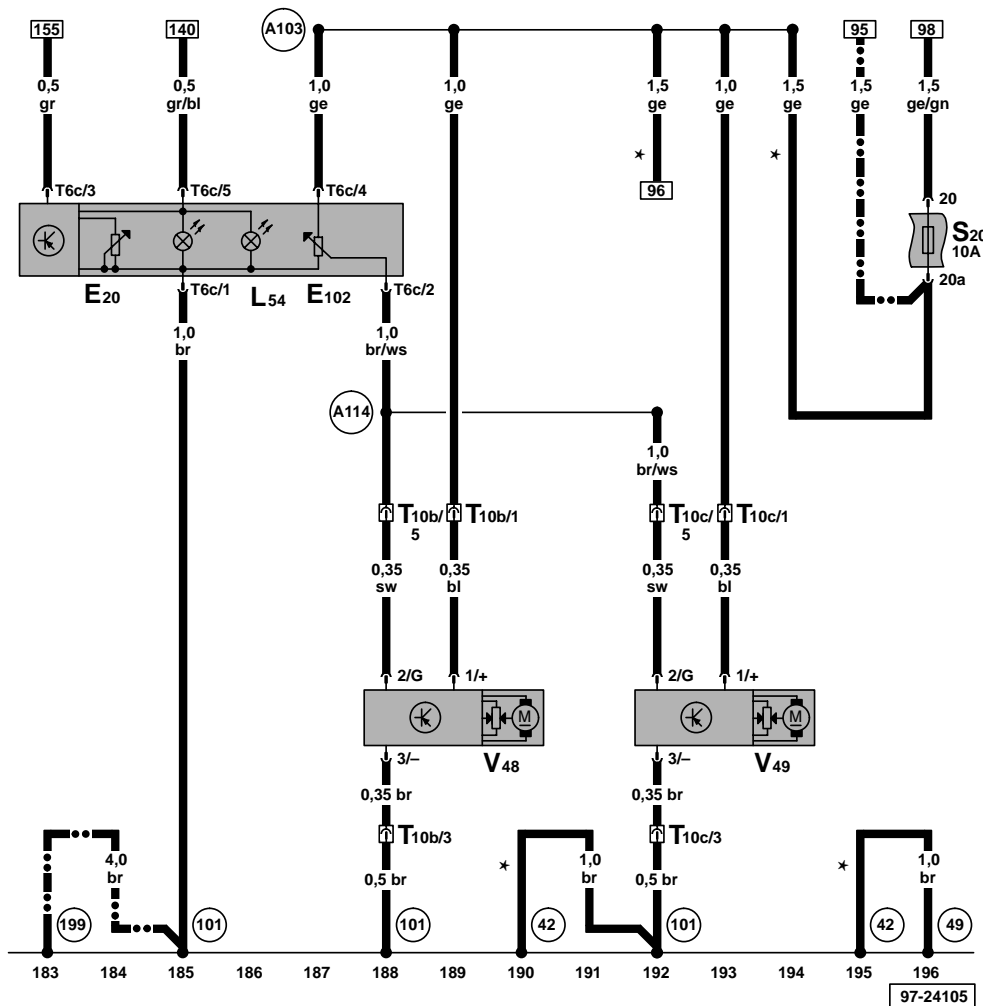 155 140 A103 95 98
0,5 0,5 1,0 1,0 1,5 1,0 1,5 1,5 1,5
gr gr/bl ge ge ge ge ge ge ge/gn
* *
96
T6c/3 T6c/5 T6c/4 20
S20
10A
20a
E20 T6c/1 L54 E102 T6c/2
1,0 1,0
br br/ws
A114
1,0
br/ws
T10b/ T10b/1 T10c/ T10c/1
5 5
0,35 0,35 0,35 0,35
sw bl sw bl
2/G 1/+ 2/G 1/+
M M
3/– V48 3/– V49
0,35 br 0,35 br
T10b/3 T10c/3
4,0 * 1,0 * 1,0
br br br
0,5 br 0,5 br
199 101 101 42 101 42 49
183 184 185 186 187 188 189 190 191 192 193 194 195 196
97-24105